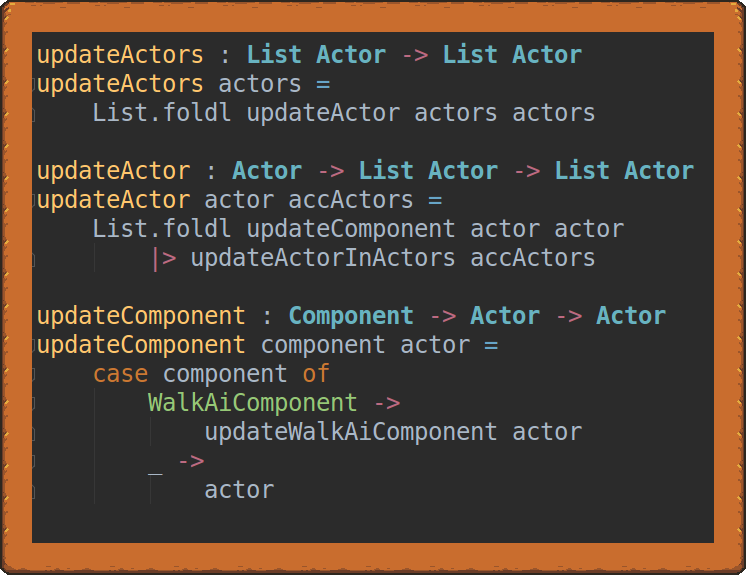 updateActors : List Actor -> List Actor
updateActors actors =
    List.foldl updateActor actors actors

updateActor : Actor -> List Actor -> List Actor
updateActor actor accActors =
    List.foldl updateComponent actor actor
        |> updateActorInActors accActors

updateComponent : Component -> Actor -> Actor
updateComponent component actor =
    case component of
        WalkAiComponent ->
            updateWalkAiComponent actor
        _ ->
            actor